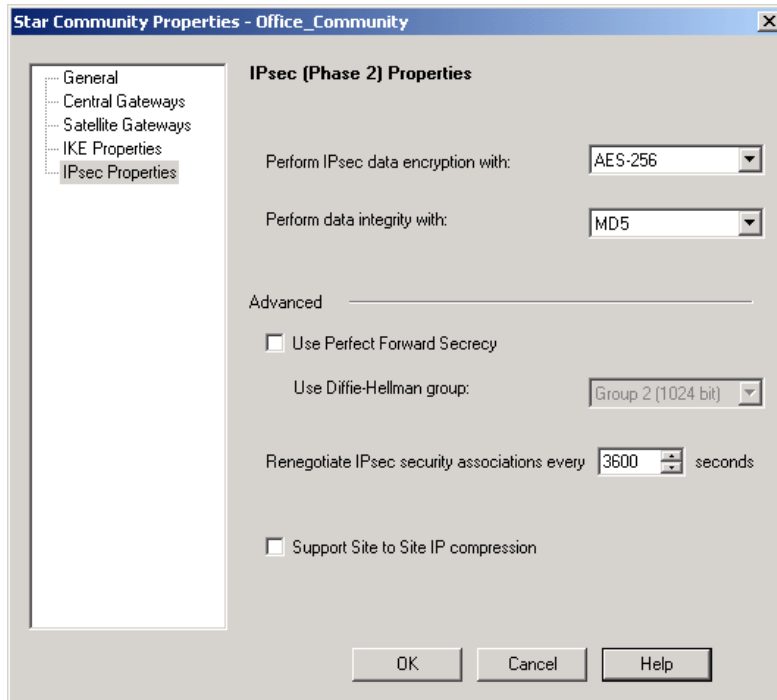 Star Community Properties - Office_Community
General
Central Gateways
Satellite Gateways
IKE Properties
IPsec Properties
IPsec (Phase 2) Properties
Perform IPsec data encryption with: AES-256
Perform data integrity with: MD5
Advanced
Use Perfect Forward Secrecy
Use Diffie-Hellman group: Group 2 (1024 bit)
Renegotiate IPsec security associations every 3600 seconds
Support Site to Site IP compression
OK Cancel Help